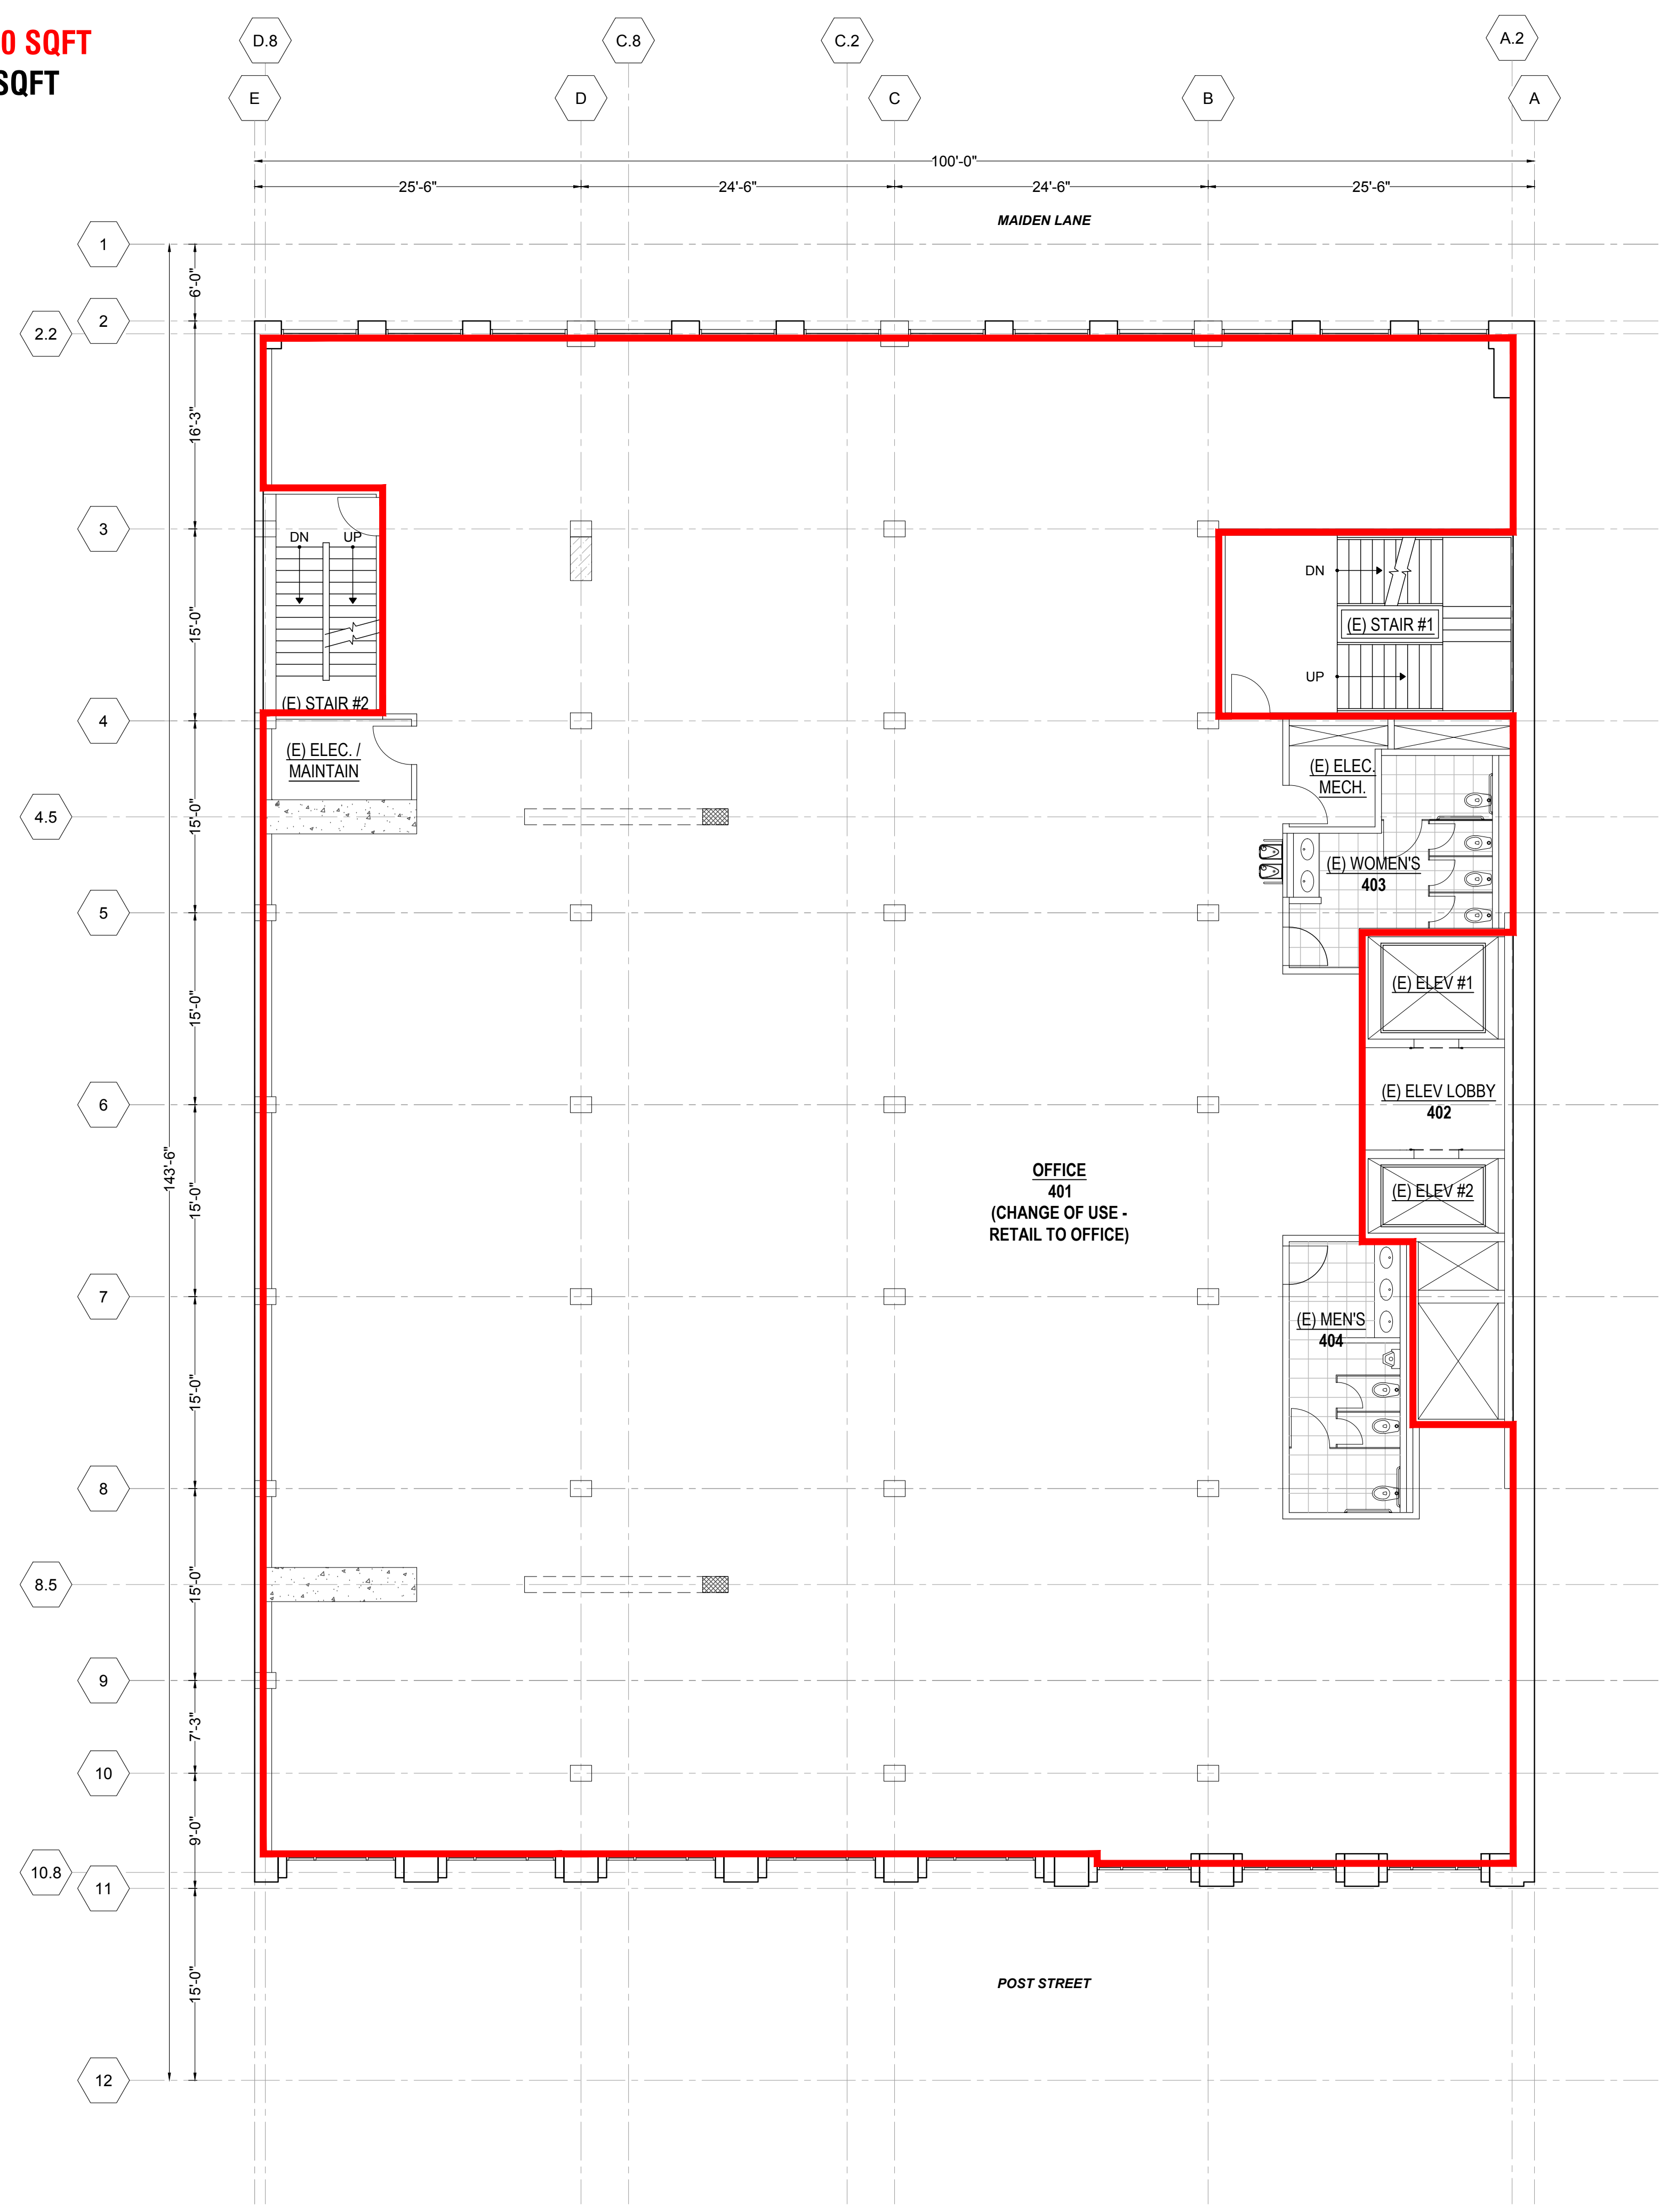 0 SQFT
SQFT
D.8
C.8
C.2
A.2
E
D
C
B
A
100'-0"
25'-6"
24'-6"
24'-6"
25'-6"
MAIDEN LANE
1
6'-0"
2
2.2
16'-3"
3
DN
UP
DN
15'-0"
(E) STAIR #1
UP
(E) STAIR #2
4
(E) ELEC. /
MAINTAIN
(E) ELEC.
MECH.
4.5
15'-0"
(E) WOMEN'S
403
5
15'-0"
(E) ELEV #1
6
(E) ELEV LOBBY
402
143'-6"
15'-0"
OFFICE
401
(CHANGE OF USE -
RETAIL TO OFFICE)
(E) ELEV #2
7
(E) MEN'S
404
15'-0"
8
8.5
15'-0"
9
7'-3"
10
9'-0"
10.8
11
15'-0"
POST STREET
12